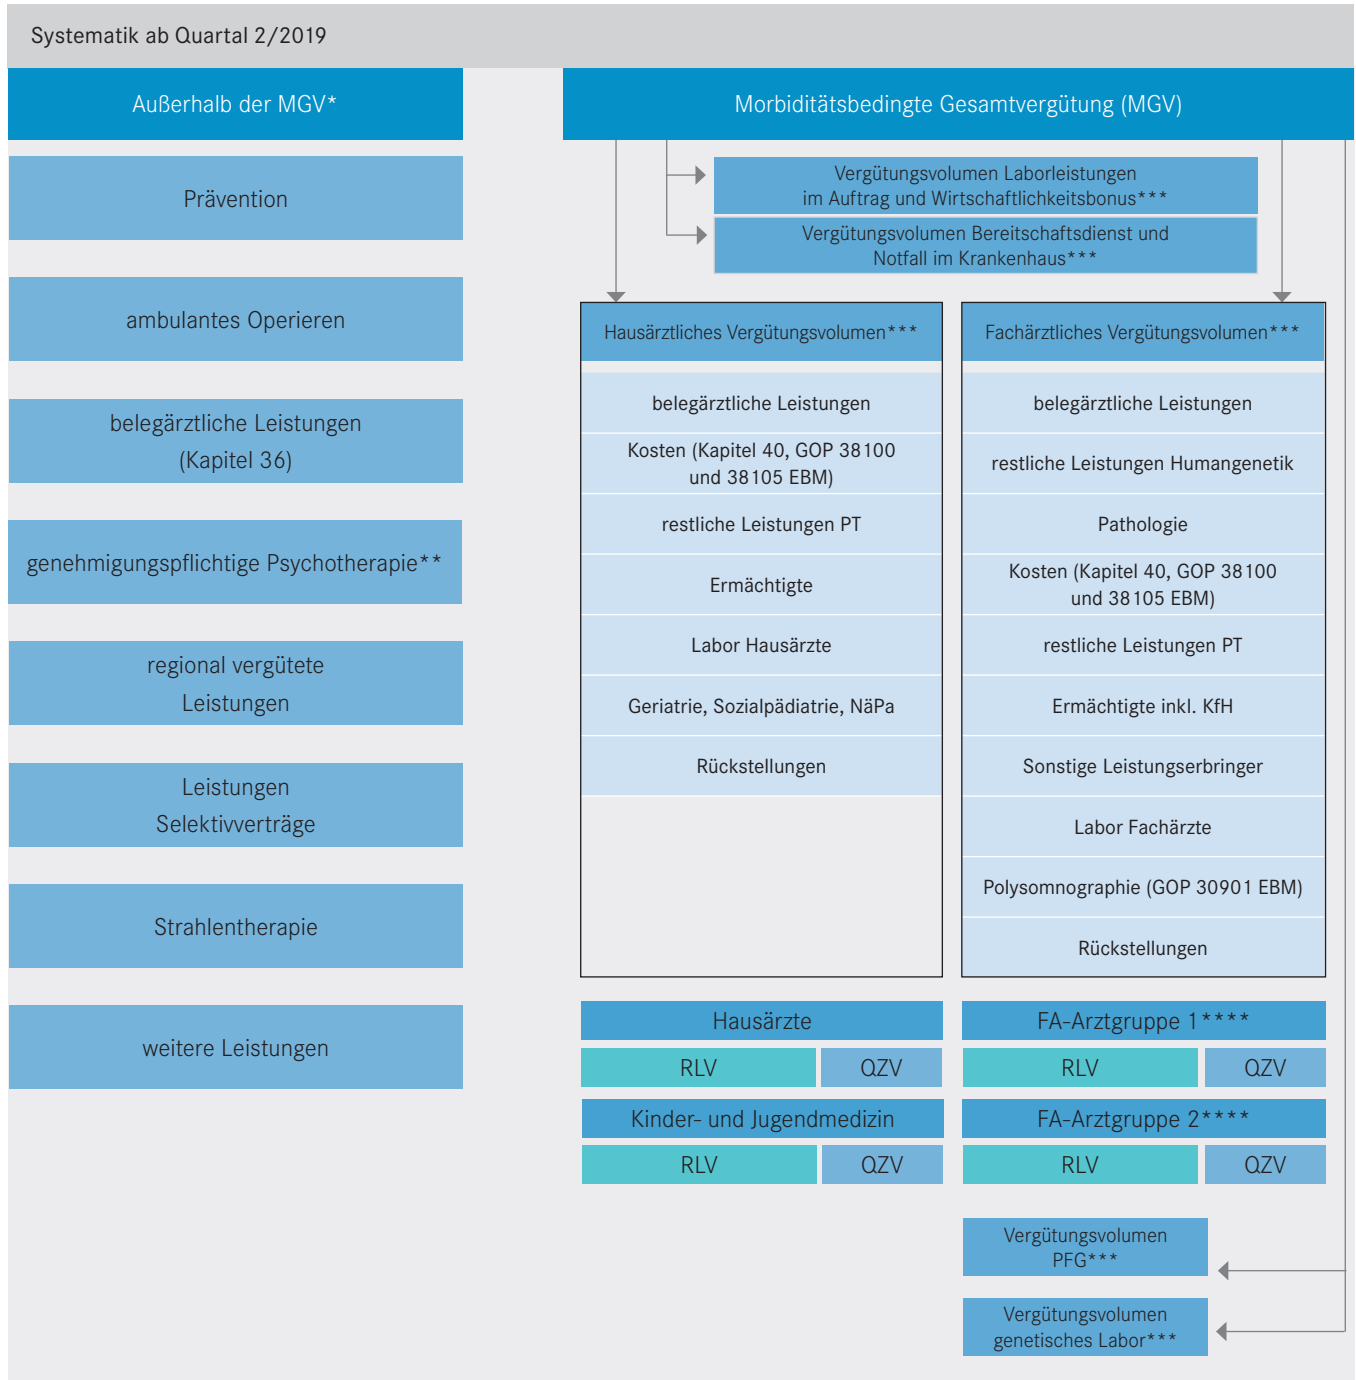 Systematik ab Quartal 2/2019
Außerhalb der MGV*
Prävention
ambulantes Operieren
belegärztliche Leistungen
(Kapitel 36)
genehmigungspflichtige Psychotherapie**
regional vergütete
Leistungen
Leistungen
Selektivverträge
Strahlentherapie
weitere Leistungen
Morbiditätsbedingte Gesamtvergütung (MGV)
Vergütungsvolumen Laborleistungen
im Auftrag und Wirtschaftlichkeitsbonus***
Vergütungsvolumen Bereitschaftsdienst und
Notfall im Krankenhaus***
Hausärztliches Vergütungsvolumen***
belegärztliche Leistungen
Kosten (Kapitel 40, GOP 38100
und 38105 EBM)
restliche Leistungen PT
Ermächtigte
Labor Hausärzte
Geriatrie, Sozialpädiatrie, NäPa
Rückstellungen
Fachärztliches Vergütungsvolumen***
belegärztliche Leistungen
restliche Leistungen Humangenetik
Pathologie
Kosten (Kapitel 40, GOP 38100
und 38105 EBM)
restliche Leistungen PT
Ermächtigte inkl. KfH
Sonstige Leistungserbringer
Labor Fachärzte
Polysomnographie (GOP 30901 EBM)
Rückstellungen
Hausärzte
RLV QZV
Kinder- und Jugendmedizin
RLV QZV
FA-Arztgruppe 1****
RLV QZV
FA-Arztgruppe 2****
RLV QZV
Vergütungsvolumen
PFG***
Vergütungsvolumen
genetisches Labor***